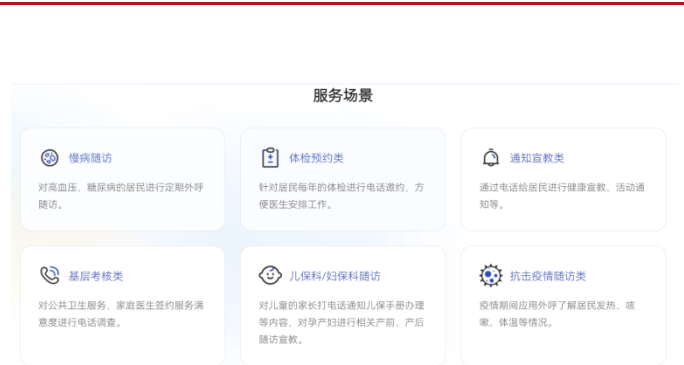 服务场景
慢病随访
对高血压、糖尿病的居民进行定期外呼
随访。
体检预约类
针对居民每年的体检进行电话邀约，方
便医生安排工作。
通知宣教类
通过电话给居民进行健康宣教、活动通
知等。
基层考核类
对公共卫生服务、家庭医生签约服务满
意度进行电话调查。
儿保科/妇保科随访
对儿童的家长打电话通知儿保手册办理
等内容，对孕产妇进行相关产前、产后
随访宣教。
抗击疫情随访类
疫情期间应用外呼了解居民发热、咳
嗽、体温等情况。